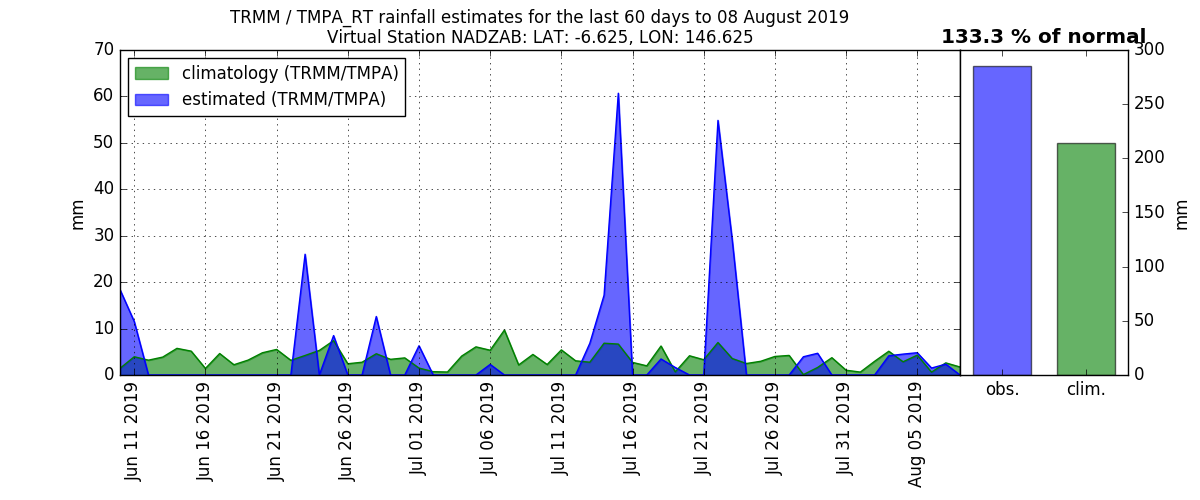 TRMM / TMPA_RT rainfall estimates for the last 60 days to 08 August 2019
Virtual Station NADZAB: LAT: -6.625, LON: 146.625
133.3 % of normal
climatology (TRMM/TMPA)
estimated (TRMM/TMPA)
70
60
50
40
30
20
10
0
mm
Jun 11 2019
Jun 16 2019
Jun 21 2019
Jun 26 2019
Jul 01 2019
Jul 06 2019
Jul 11 2019
Jul 16 2019
Jul 21 2019
Jul 26 2019
Jul 31 2019
Aug 05 2019
obs.
clim.
300
250
200
150
100
50
0
mm